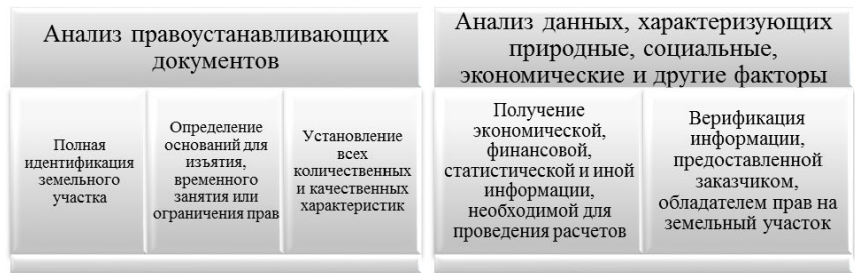 Анализ правоустанавливающих
документов
Полная
идентификация
земельного
участка
Определение
оснований для
изъятия,
временного
занятия или
ограничения прав
Установление
всех
количественных
и качественных
характеристик
Анализ данных, характеризующих
природные, социальные,
экономические и другие факторы
Получение
экономической,
финансовой,
статистической и иной
информации,
необходимой для
проведения расчетов
Верификация
информации,
предоставленной
заказчиком,
обладателем прав на
земельный участок